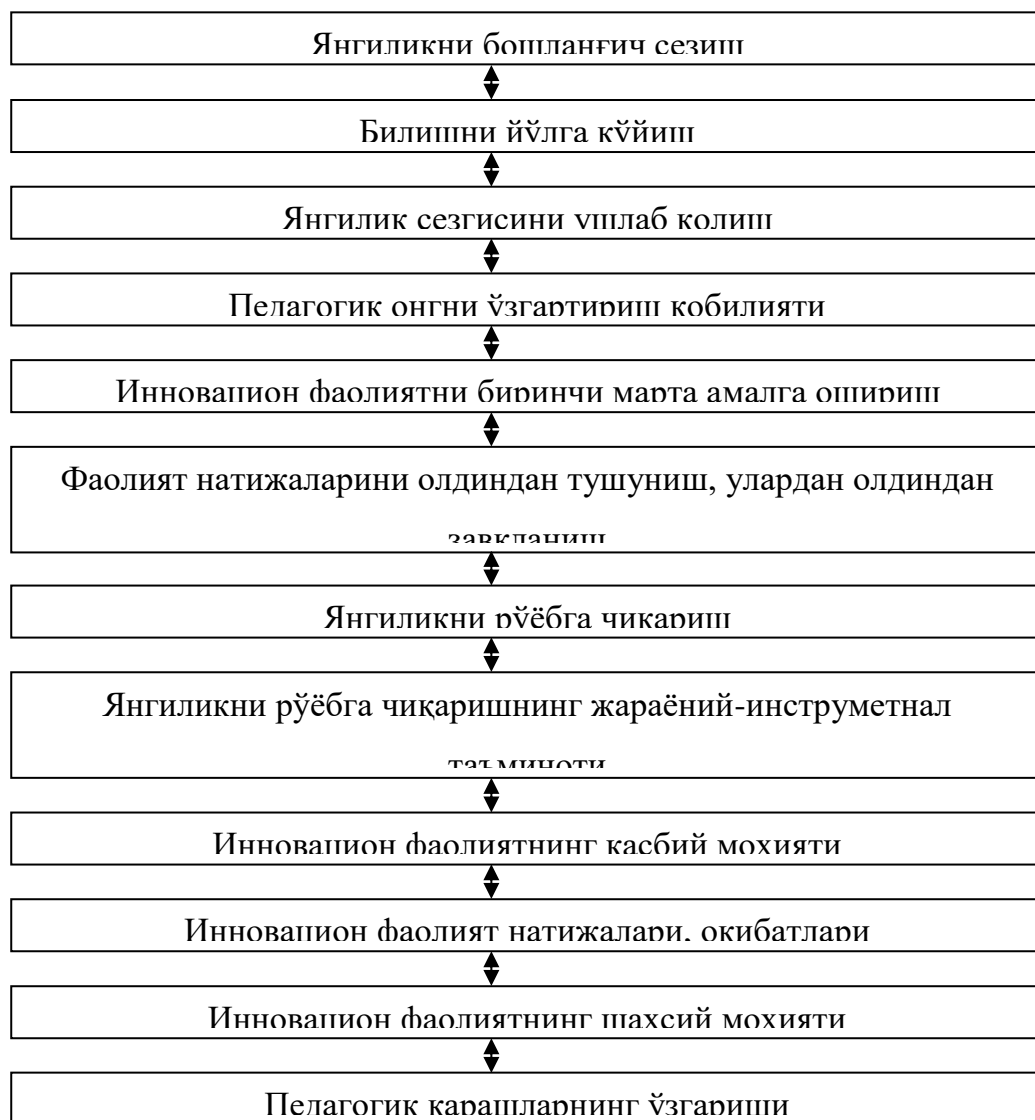 Янгиликни бошланғич сезиш
Билишни йўлга қўйиш
Янгилик сезгисини ушлаб қолиш
Педагогик онгни ўзгартириш қобилияти
Инновацион фаолиятни биринчи марта амалга ошириш
Фаолият натижаларини олдиндан тушуниш, улардан олдиндан
завқланиш
Янгиликни рўёбга чиқариш
Янгиликни рўёбга чиқаришнинг жараёний-инструметнал
таъминоти
Инновацион фаолиятнинг касбий моҳияти
Инновацион фаолият натижалари, оқибатлари
Инновацион фаолиятнинг шахсий моҳияти
Педагогик қарашларнинг ўзгариши